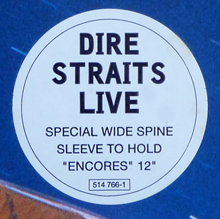 DIRE
STRAITS
LIVE
SPECIAL WIDE SPINE
SLEEVE TO HOLD
"ENCORES" 12"
514 766-1